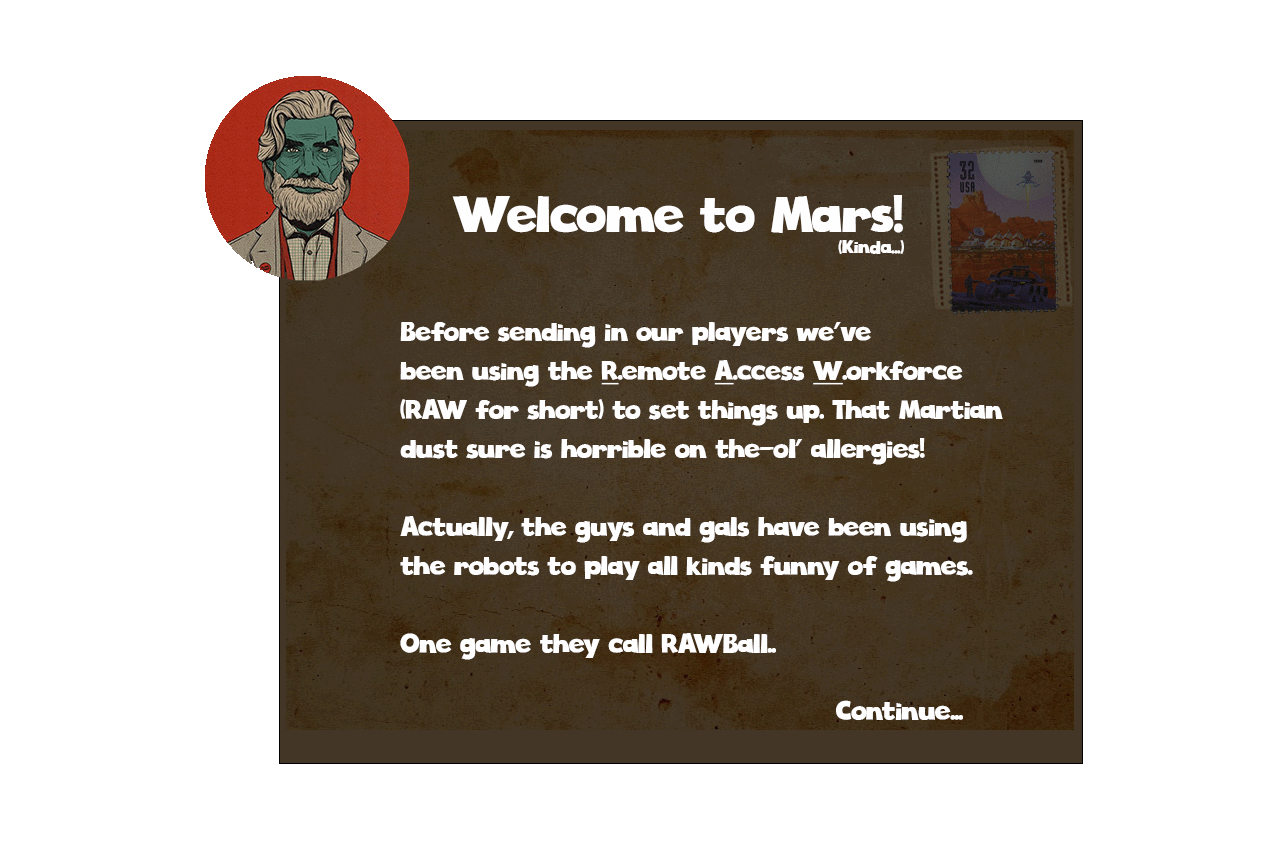 32
USA
Welcome to Mars!
(Kinda...)
Before sending in our players we've
been using the R.emote A.ccess W.orkforce
(RAW for short) to set things up. That Martian
dust sure is horrible on the-ol' allergies!
Actually, the guys and gals have been using
the robots to play all kinds funny of games.
One game they call RAWBall..
Continue...